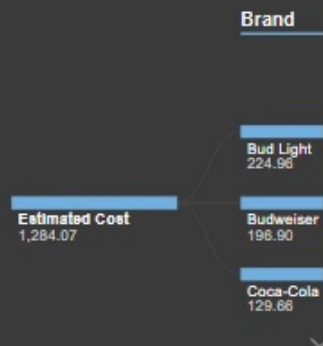 Brand
Bud Light
224.96
Estimated Cost
1,284.07
Budweiser
196.90
Coca-Cola
129.66